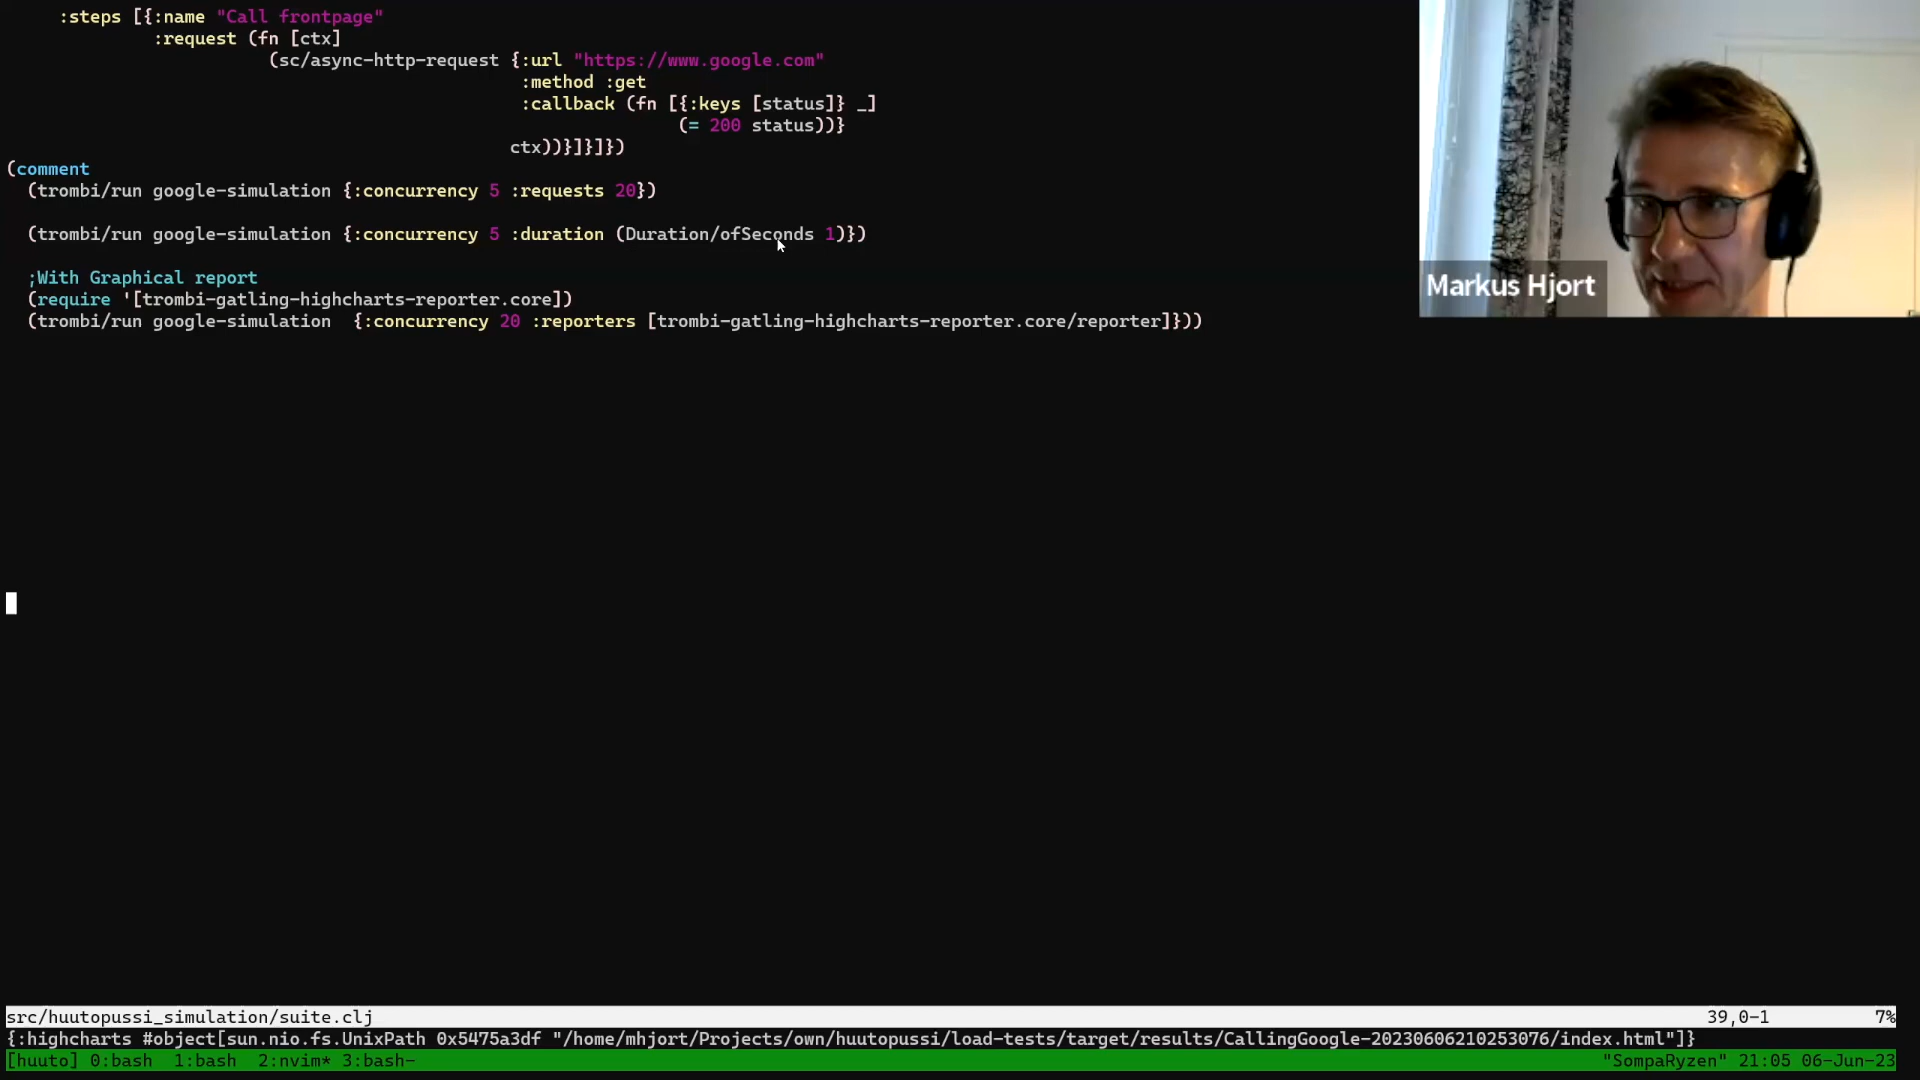 :steps [{:name "Call frontpage"
:request (fn [ctx]
(sc/async-http-request {:url "https://www.google.com"
:method :get
:callback (fn [{:keys [status]} _]
(= 200 status))}
ctx))}]}]})
(comment
(trombi/run google-simulation {:concurrency 5 :requests 20})
(trombi/run google-simulation {:concurrency 5 :duration (Duration/ofSeconds 1)})
;With Graphical report
(require '[trombi-gatling-highcharts-reporter.core])
(trombi/run google-simulation  {:concurrency 20 :reporters [trombi-gatling-highcharts-reporter.core/reporter]}))
Markus Hjort
src/huutopussi_simulation/suite.clj 39,0-1 7%
{:highcharts #object[sun.nio.fs.UnixPath 0x5475a3df "/home/mhjort/Projects/own/huutopussi/load-tests/target/results/CallingGoogle-20230606210253076/index.html"]}
[huuto] 0:bash  1:bash  2:nvim* 3:bash- "SompaRyzen" 21:05 06-Jun-23